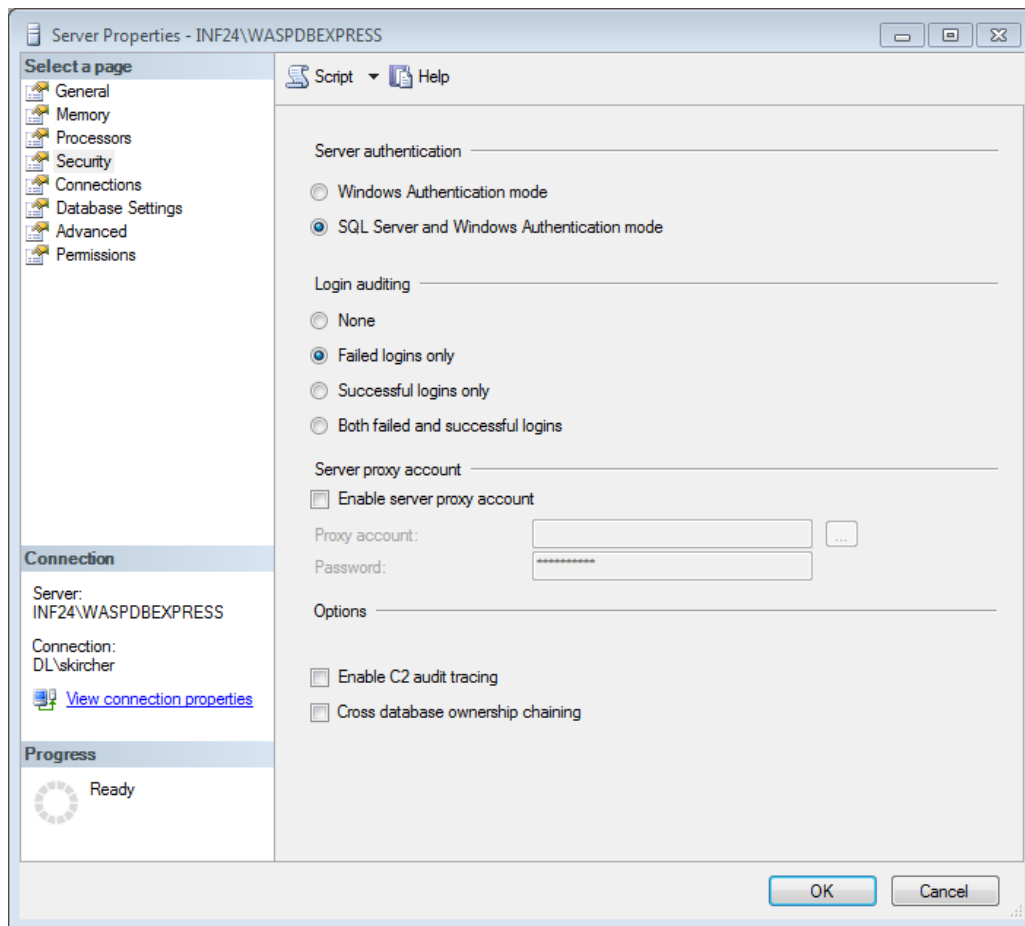 Server Properties - INF24\WASPDBEXPRESS
Select a page
General
Memory
Processors
Security
Connections
Database Settings
Advanced
Permissions
Script
Help
Server authentication
Windows Authentication mode
SQL Server and Windows Authentication mode
Login auditing
None
Failed logins only
Successful logins only
Both failed and successful logins
Server proxy account
Enable server proxy account
Proxy account:
...
Password:
**********
Options
Enable C2 audit tracing
Cross database ownership chaining
Connection
Server:
INF24\WASPDBEXPRESS
Connection:
DL\skircher
View connection properties
Progress
Ready
OK
Cancel